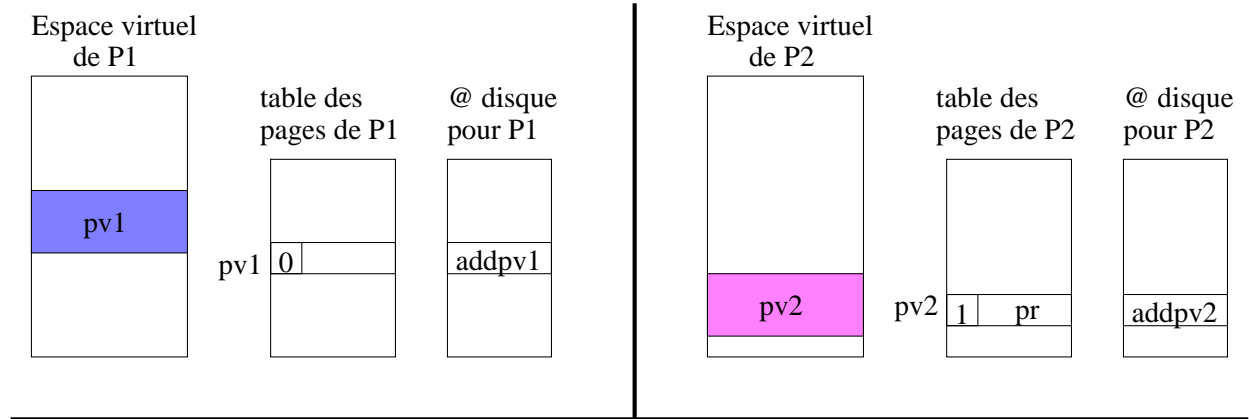 Espace virtuel
de P1
table des
pages de P1
@ disque
pour P1
pv1
pv1
0
addpv1
Espace virtuel
de P2
table des
pages de P2
@ disque
pour P2
pv2
pv2
1
pr
addpv2